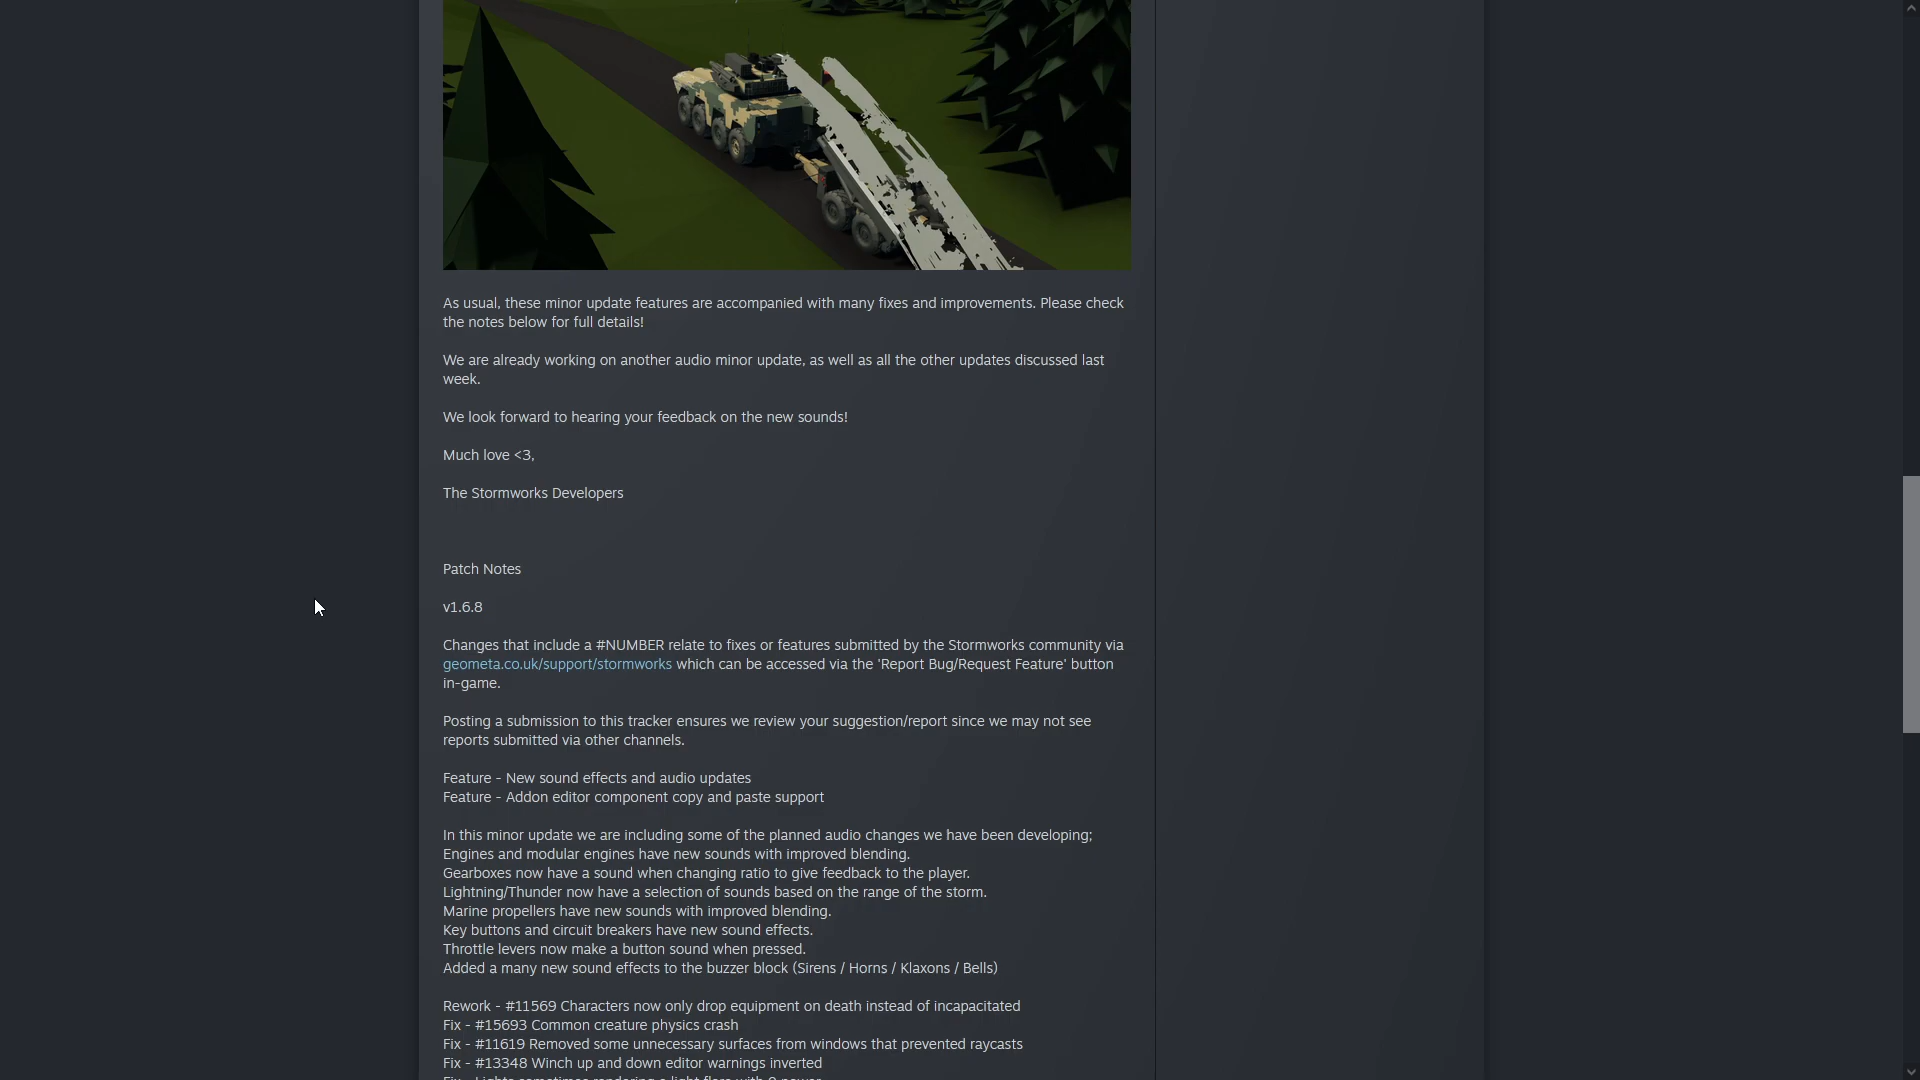 As usual, these minor update features are accompanied with many fixes and improvements. Please check
the notes below for full details!
We are already working on another audio minor update, as well as all the other updates discussed last
week.
We look forward to hearing your feedback on the new sounds!
Much love <3,
The Stormworks Developers
Patch Notes
v1.6.8
Changes that include a #NUMBER relate to fixes or features submitted by the Stormworks community via
geometa.co.uk/support/stormworks which can be accessed via the 'Report Bug/Request Feature' button
in-game.
Posting a submission to this tracker ensures we review your suggestion/report since we may not see
reports submitted via other channels.
Feature - New sound effects and audio updates
Feature - Addon editor component copy and paste support
In this minor update we are including some of the planned audio changes we have been developing;
Engines and modular engines have new sounds with improved blending.
Gearboxes now have a sound when changing ratio to give feedback to the player.
Lightning/Thunder now have a selection of sounds based on the range of the storm.
Marine propellers have new sounds with improved blending.
Key buttons and circuit breakers have new sound effects.
Throttle levers now make a button sound when pressed.
Added a many new sound effects to the buzzer block (Sirens / Horns / Klaxons / Bells)
Rework - #11569 Characters now only drop equipment on death instead of incapacitated
Fix - #15693 Common creature physics crash
Fix - #11619 Removed some unnecessary surfaces from windows that prevented raycasts
Fix - #13348 Winch up and down editor warnings inverted